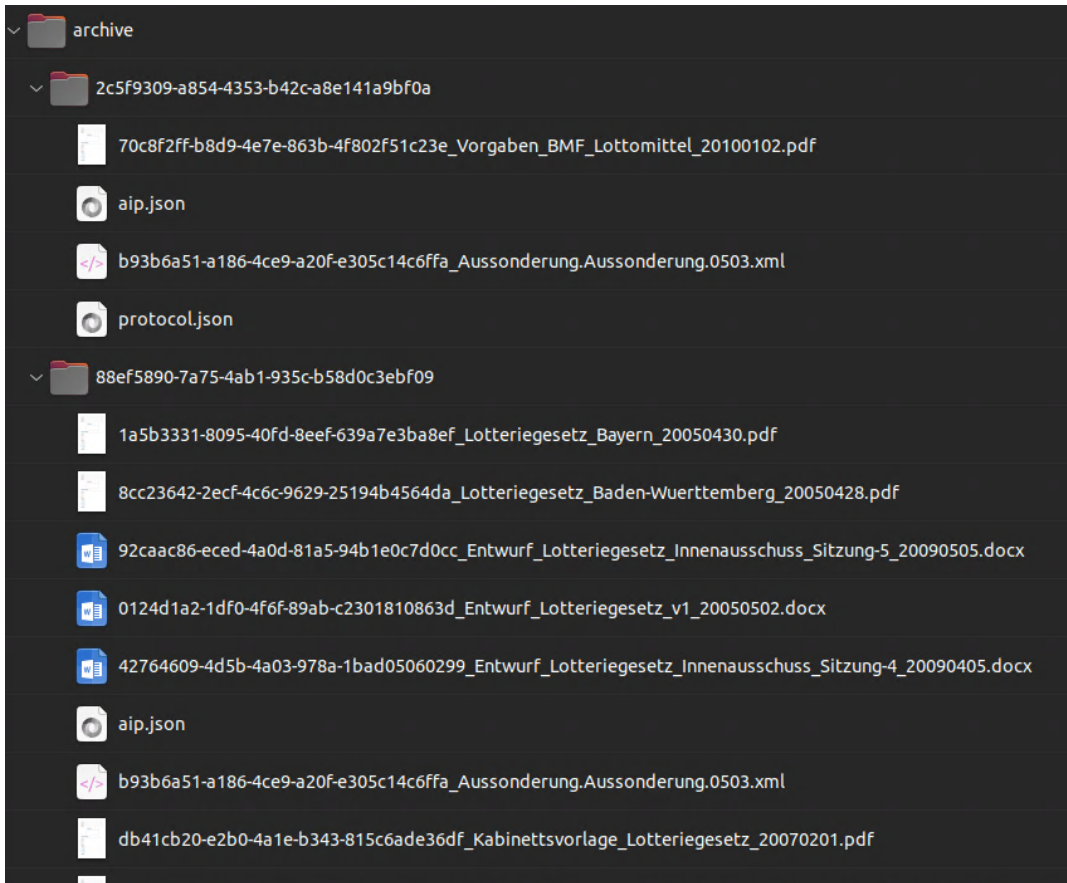 archive
2c5f9309-a854-4353-b42c-a8e141a9bf0a
70c8f2ff-b8d9-4e7e-863b-4f802f51c23e_Vorgaben_BMF_Lottomittel_20100102.pdf
aip.json
b93b6a51-a186-4ce9-a20f-e305c14c6ffa_Aussonderung.Aussonderung.0503.xml
protocol.json
88ef5890-7a75-4ab1-935c-b58d0c3ebf09
1a5b3331-8095-40fd-8eef-639a7e3ba8ef_Lotteriegesetz_Bayern_20050430.pdf
8cc23642-2ecf-4c6c-9629-25194b4564da_Lotteriegesetz_Baden-Wuerttemberg_20050428.pdf
92caac86-eced-4a0d-81a5-94b1e0c7d0cc_Entwurf_Lotteriegesetz_Innenausschuss_Sitzung-5_20090505.docx
0124d1a2-1df0-4f6f-89ab-c2301810863d_Entwurf_Lotteriegesetz_v1_20050502.docx
42764609-4d5b-4a03-978a-1bad05060299_Entwurf_Lotteriegesetz_Innenausschuss_Sitzung-4_20090405.docx
aip.json
b93b6a51-a186-4ce9-a20f-e305c14c6ffa_Aussonderung.Aussonderung.0503.xml
db41cb20-e2b0-4a1e-b343-815c6ade36df_Kabinettsvorlage_Lotteriegesetz_20070201.pdf